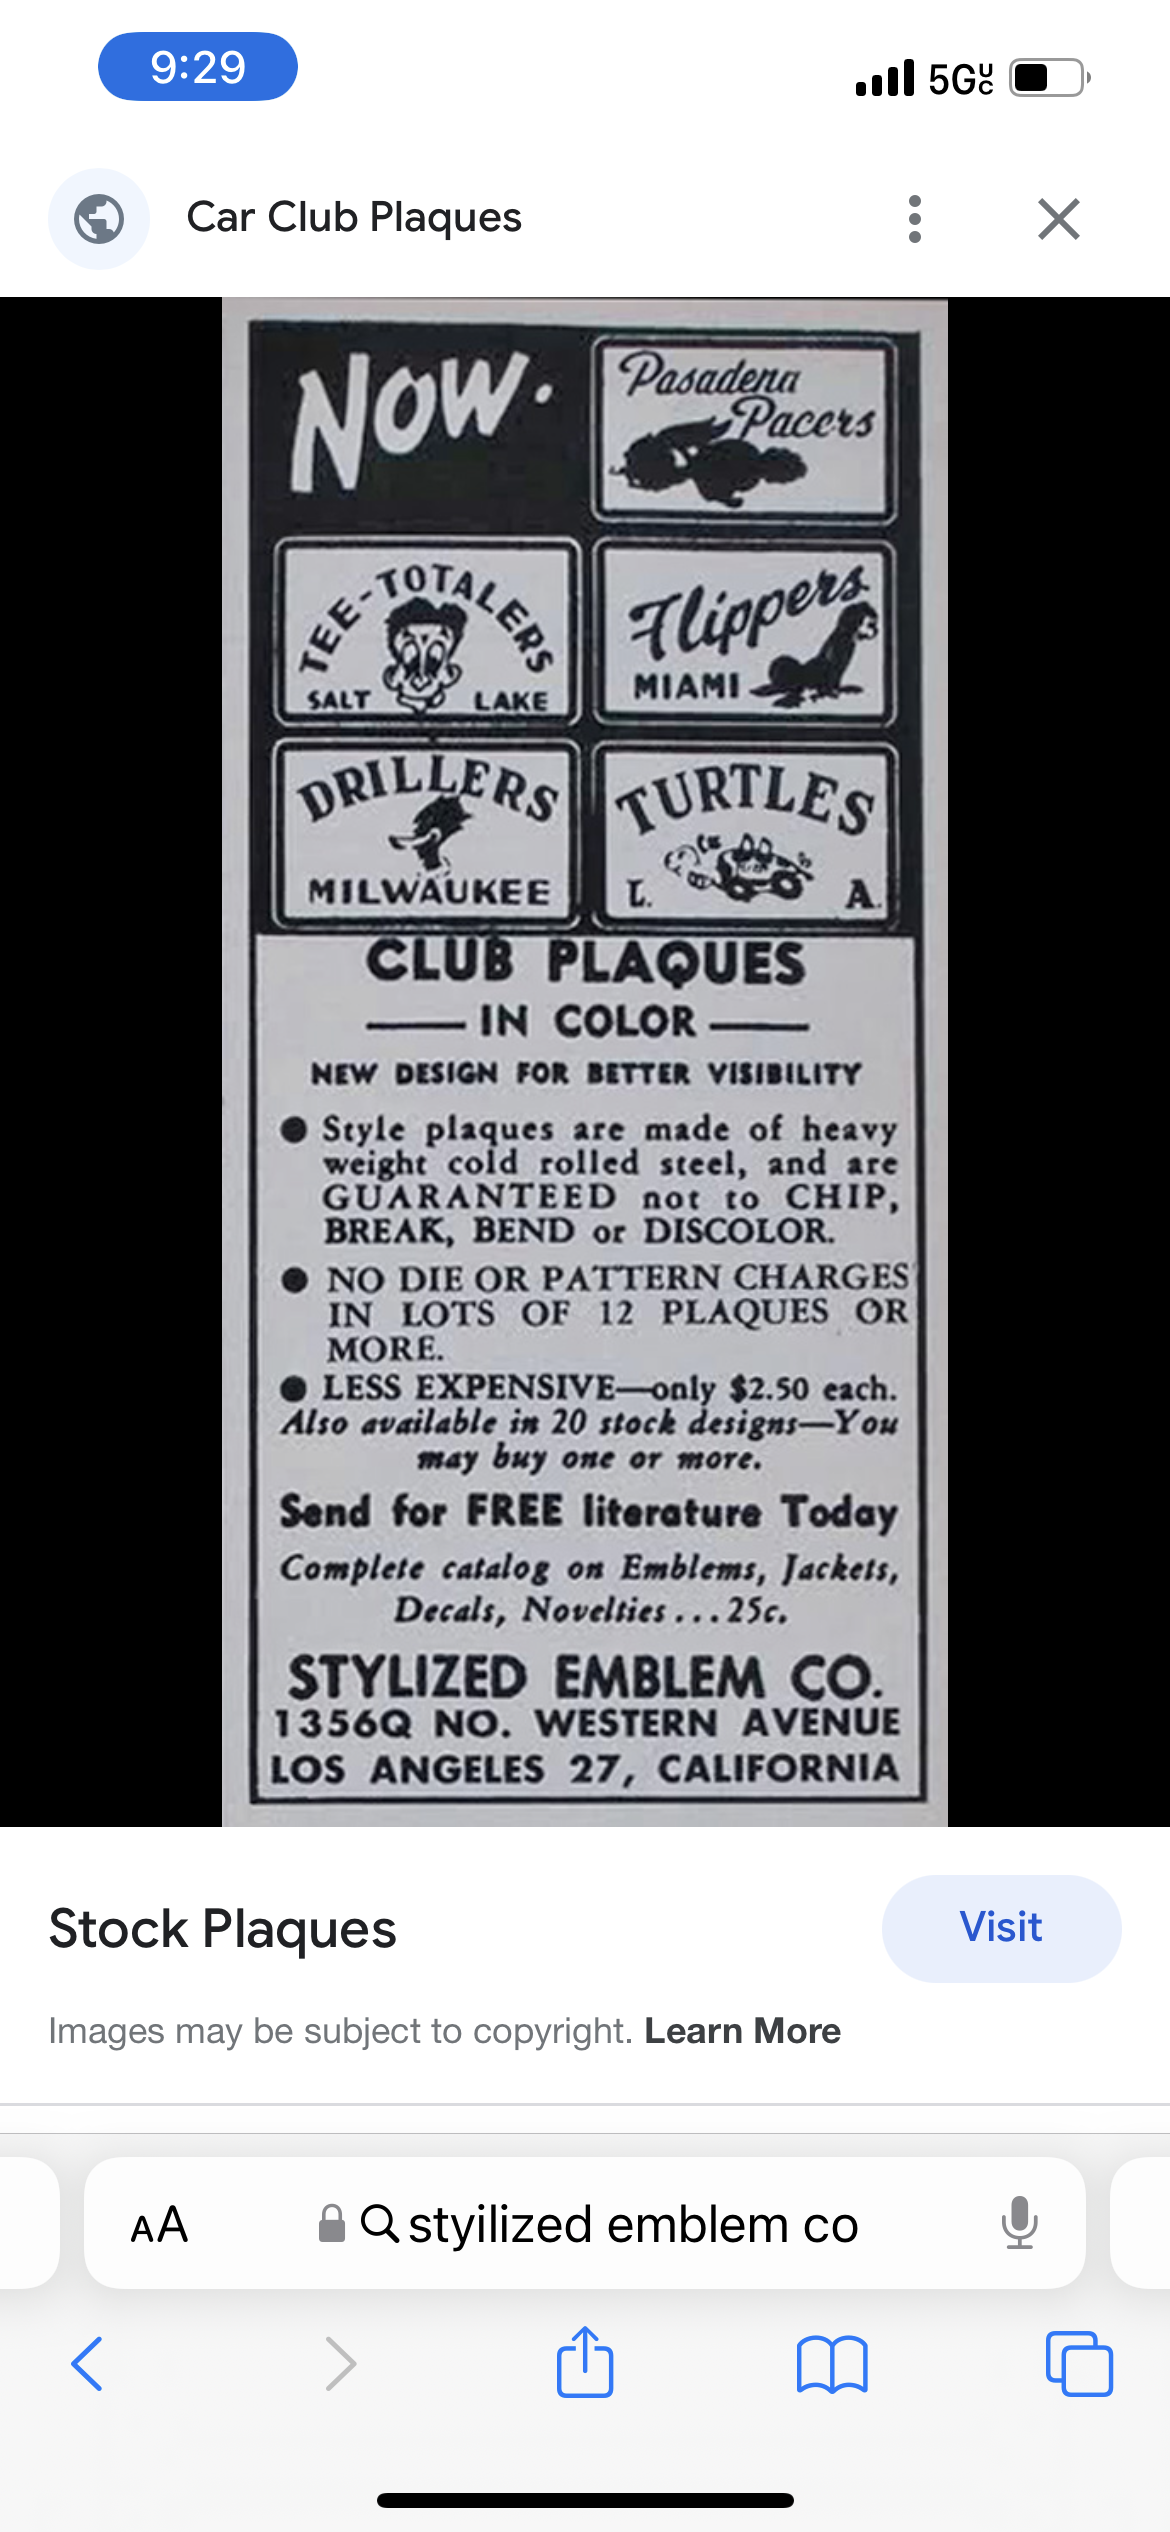 9:29
5G UC
Car Club Plaques
NOW.
Pasadena
Pacers
TEE-TOTALERS
SALT LAKE
Flippers
MIAMI
DRILLERS
MILWAUKEE
TURTLES
L. A.
CLUB PLAQUES
IN COLOR
NEW DESIGN FOR BETTER VISIBILITY
● Style plaques are made of heavy
weight cold rolled steel, and are
GUARANTEED not to CHIP,
BREAK, BEND or DISCOLOR.
● NO DIE OR PATTERN CHARGES
IN LOTS OF 12 PLAQUES OR
MORE.
● LESS EXPENSIVE—only $2.50 each.
Also available in 20 stock designs—You
may buy one or more.
Send for FREE literature Today
Complete catalog on Emblems, Jackets,
Decals, Novelties...25c.
STYLIZED EMBLEM CO.
1356Q NO. WESTERN AVENUE
LOS ANGELES 27, CALIFORNIA
Stock Plaques
Visit
Images may be subject to copyright. Learn More
AA styilized emblem co